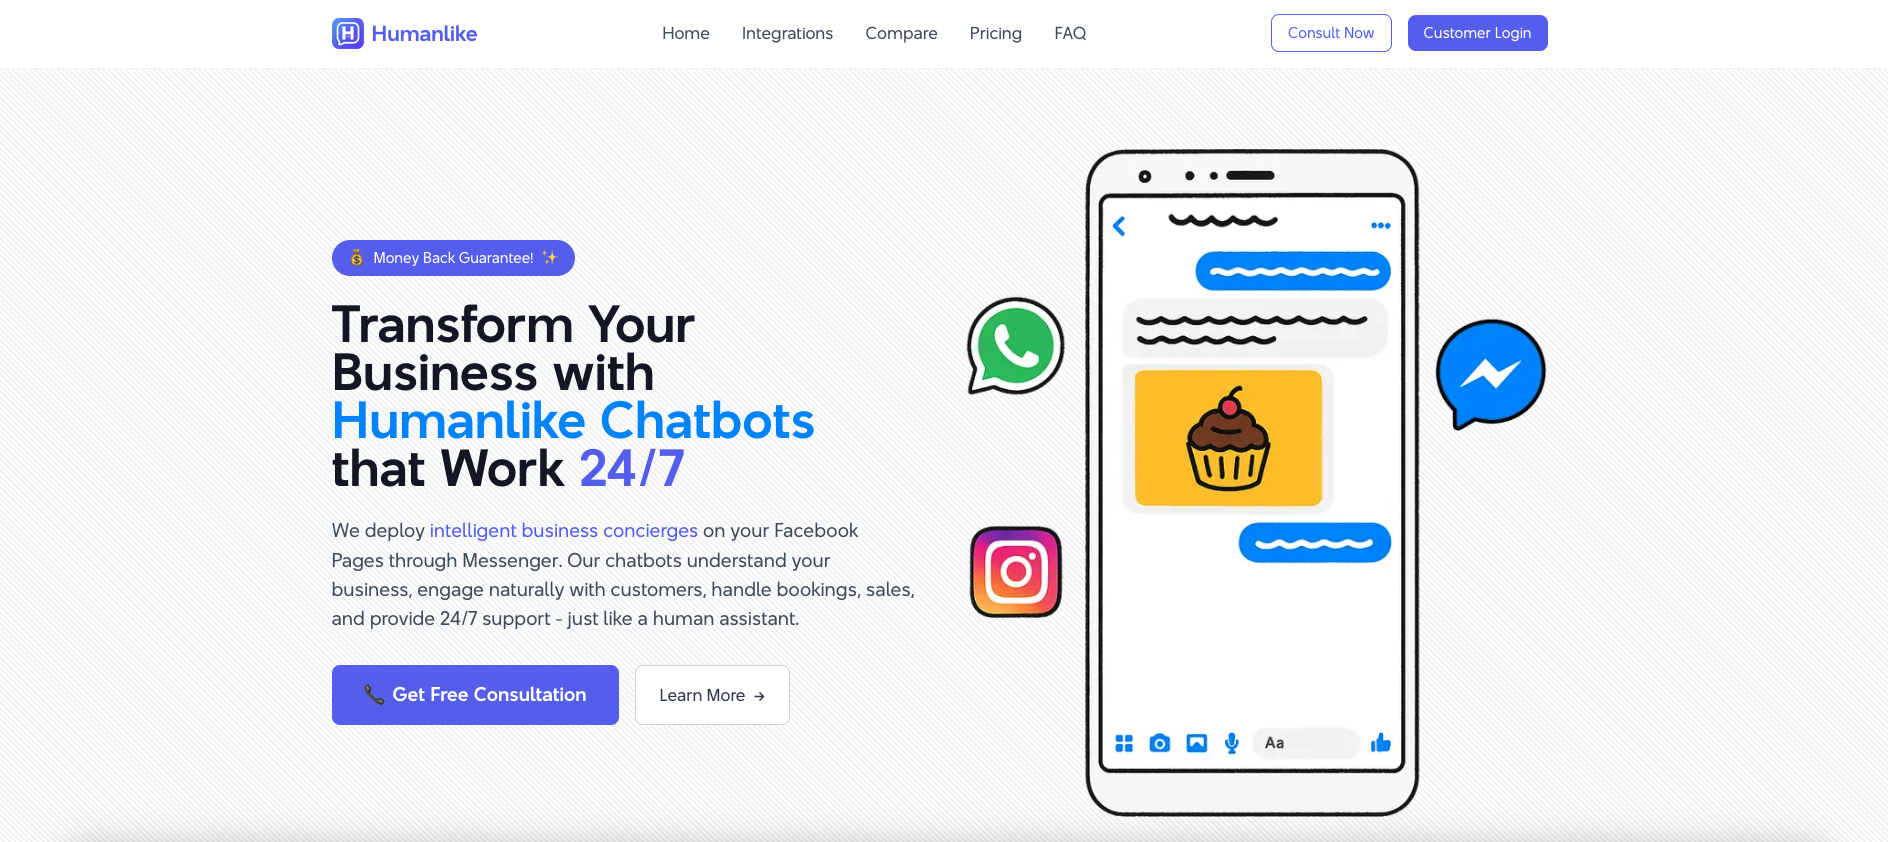 Humanlike
Home
Integrations
Compare
Pricing
FAQ
Consult Now
Customer Login
💰 Money Back Guarantee! ✨
Transform Your
Business with
Humanlike Chatbots
that Work 24/7
We deploy intelligent business concierges on your Facebook
Pages through Messenger. Our chatbots understand your
business, engage naturally with customers, handle bookings, sales,
and provide 24/7 support - just like a human assistant.
📞 Get Free Consultation
Learn More →
Aa